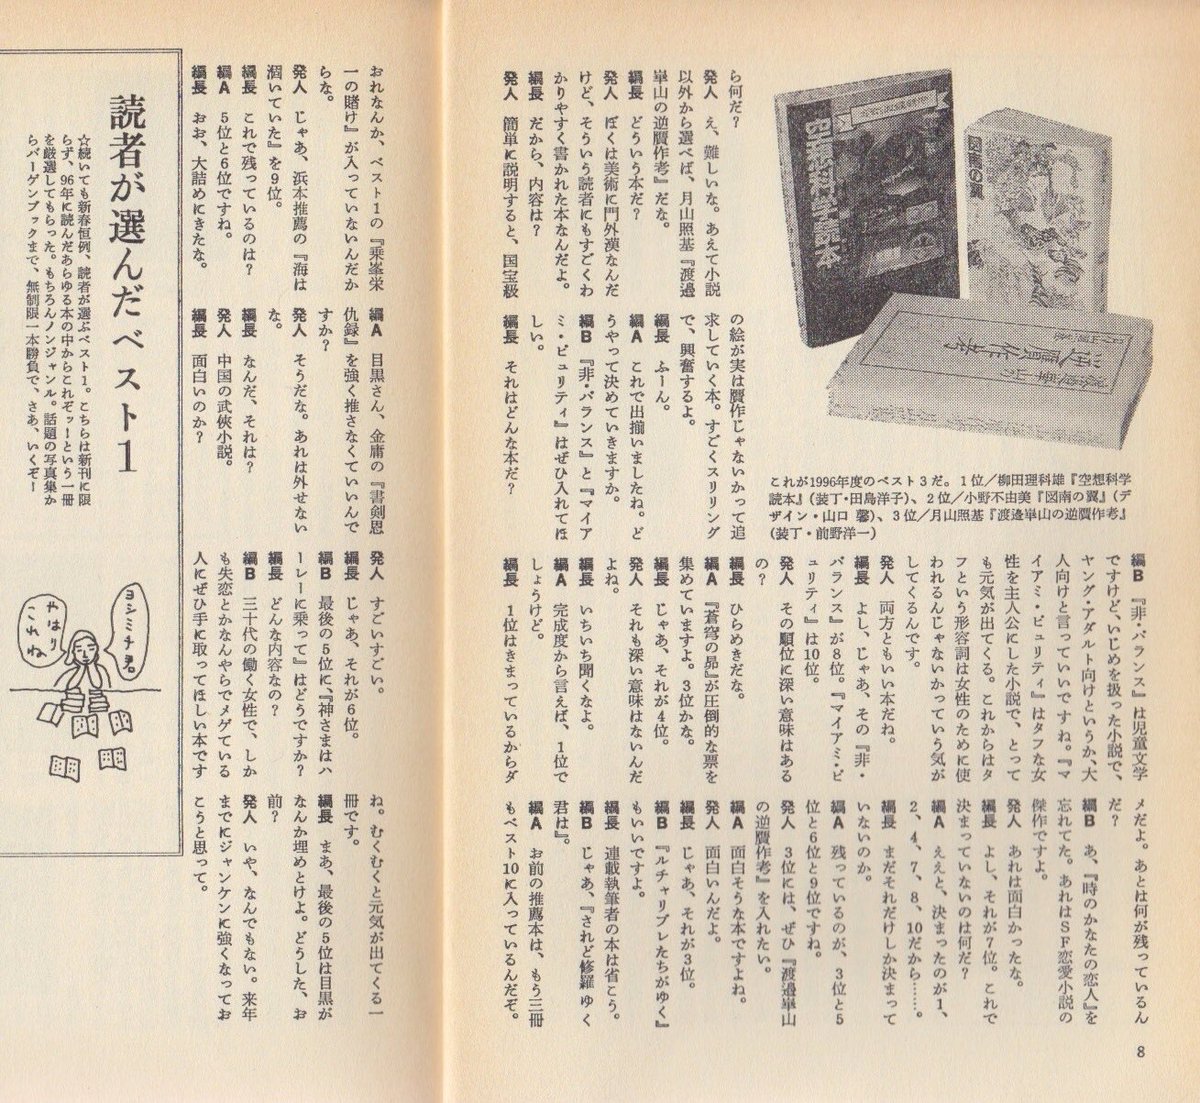 ら何だ?
発人 え、難しいな。あえて小説
以外から選べば、月山照基『渡邉
崋山の逆贋作考』だな。
編長 どういう本だ?
発人 ぼくは美術に門外漢なんだ
けど、そういう読者にもすごくわ
かりやすく書かれた本なんだよ。
編長 だから、内容は?
発人 簡単に説明すると、国宝級
の絵が実は贋作じゃないかって追
求していく本。すごくスリリング
で、興奮するよ。
編長 ふーん。
編A これで出揃いましたね。ど
うやって決めていきますか。
編B 『非・バランス』と『マイア
ミ・ピュリティ』はぜひ入れてほ
しい。
編長 それはどんな本だ?
空想科学読本
図南の翼
逆贋作考
これが1996年度のベスト3だ。1位/柳田理科雄『空想科学
読本』(装丁・田島洋子)、2位/小野不由美『図南の翼』(デ
ザイン・山口 馨)、3位/月山照基『渡邉崋山の逆贋作考』
(装丁・前野洋一)
編B 『非・バランス』は児童文学
ですけど、いじめを扱った小説で、
ヤング・アダルト向けというか、大
人向けと言っていいですね。『マ
イアミ・ピュリティ』はタフな女
性を主人公にした小説で、とって
も元気が出てくる。これからはタ
フという形容詞は女性のために使
われるんじゃないかっていう気が
してくるんです。
発人 両方ともいい本だね。
編長 よし、じゃあ、その『非・
バランス』が8位。『マイアミ・ピ
ュリティ』は10位。
発人 その順位に深い意味はある
の?
編長 ひらめきだな。
編A 『蒼穹の昴』が圧倒的な票を
集めていますよ。3位かな。
編長 じゃあ、それが4位。
発人 それも深い意味はないんだ
よね。
編長 いちいち聞くなよ。
編A 完成度から言えば、1位で
しょうけど。
編長 1位はきまっているからダ
メだよ。あとは何が残っているん
だ?
編B あ、『時のかなたの恋人』を
忘れてた。あれはSF恋愛小説の
傑作ですよ。
発人 あれは面白かったな。
編長 よし、それが7位。これで
決まっていないのは何だ?
編A ええと、決まったのが1、
2、4、7、8、10だから……。
編長 まだそれだけしか決まって
いないのか。
編A 残っているのが、3位と5
位と6位と9位ですね。
発人 3位には、ぜひ『渡邉崋山
の逆贋作考』を入れたい。
編A 面白そうな本ですよね。
発人 面白いんだよ。
編長 じゃあ、それが3位。
編B 『ルチャリブレたちがゆく』
もいいですよ。
編長 連載執筆者の本は省こう。
編B じゃあ、『されど修羅ゆく
君は』。
編A お前の推薦本は、もう三冊
もベスト10に入っているんだぞ。
8
おれなんか、ベスト1の『乗峯栄
一の賭け』が入っていないんだか
らな。
発人 じゃあ、浜本推薦の『海は
涸いていた』を9位。
編長 これで残っているのは?
編A 5位と6位ですね。
編長 おお、大詰めにきたな。
編A 目黒さん、金庸の『書剣恩
仇録』を強く推さなくていいんで
すか?
発人 そうだな。あれは外せない
な。
編長 なんだ、それは?
発人 中国の武俠小説。
編長 面白いのか?
発人 すごいすごい。
編長 じゃあ、それが6位。
編B 最後の5位に、『神さまはハ
ーレーに乗って』はどうですか?
編長 どんな内容なの?
編B 三十代の働く女性で、しか
も失恋とかなんやらでメゲている
人にぜひ手に取ってほしい本です
ね。むくむくと元気が出てくる一
冊です。
編長 まあ、最後の5位は目黒が
なんか埋めとけよ。どうした、お
前?
発人 いや、なんでもない。来年
までにジャンケンに強くなってお
こうと思って。
読者が選んだベスト1
☆続いても新春恒例、読者が選ぶベスト1。こちらは新刊に限
らず、96年に読んだあらゆる本の中からこれぞッ!という一冊
を厳選してもらった。もちろんノンジャンル。話題の写真集か
らバーゲンブックまで、無制限一本勝負で、さあ、いくぞ!
ヨシミチ君。
やはり
これね